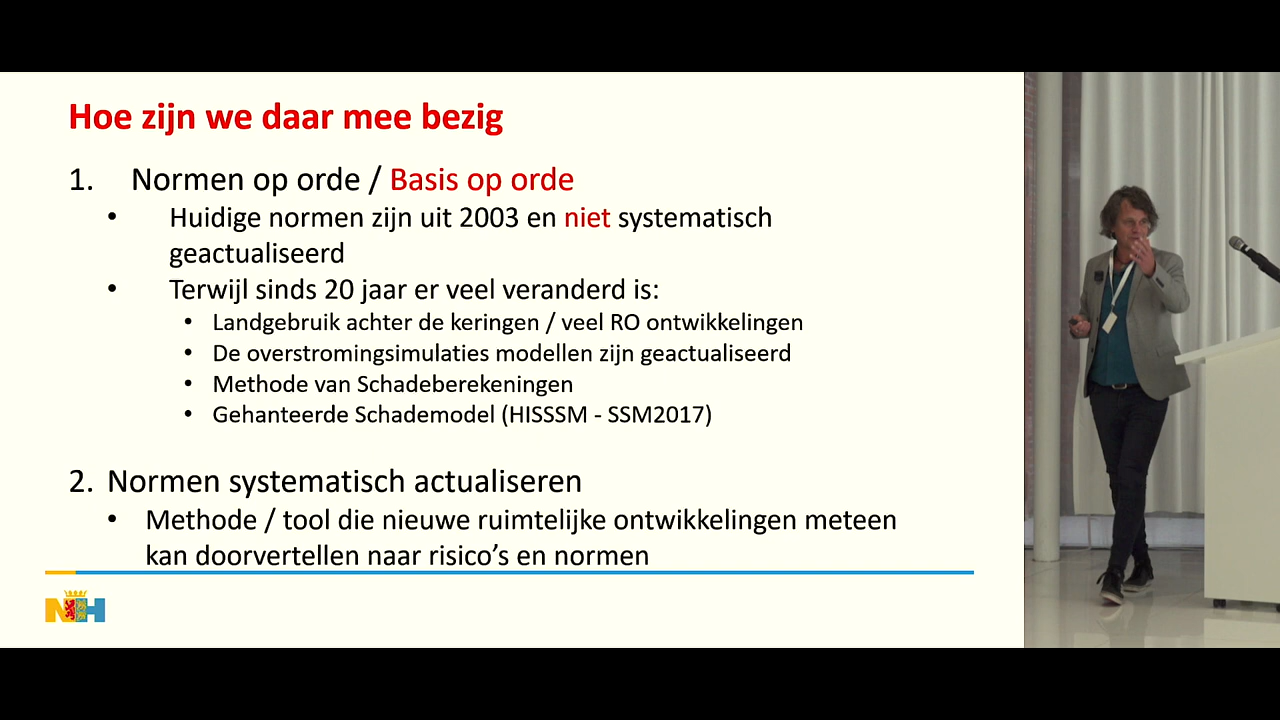 Hoe zijn we daar mee bezig
1. Normen op orde / Basis op orde
• Huidige normen zijn uit 2003 en niet systematisch
geactualiseerd
• Terwijl sinds 20 jaar er veel veranderd is:
• Landgebruik achter de keringen / veel RO ontwikkelingen
• De overstromingsimulaties modellen zijn geactualiseerd
• Methode van Schadeberekeningen
• Gehanteerde Schademodel (HISSSM - SSM2017)
2. Normen systematisch actualiseren
• Methode / tool die nieuwe ruimtelijke ontwikkelingen meteen
kan doorvertellen naar risico's en normen
NH